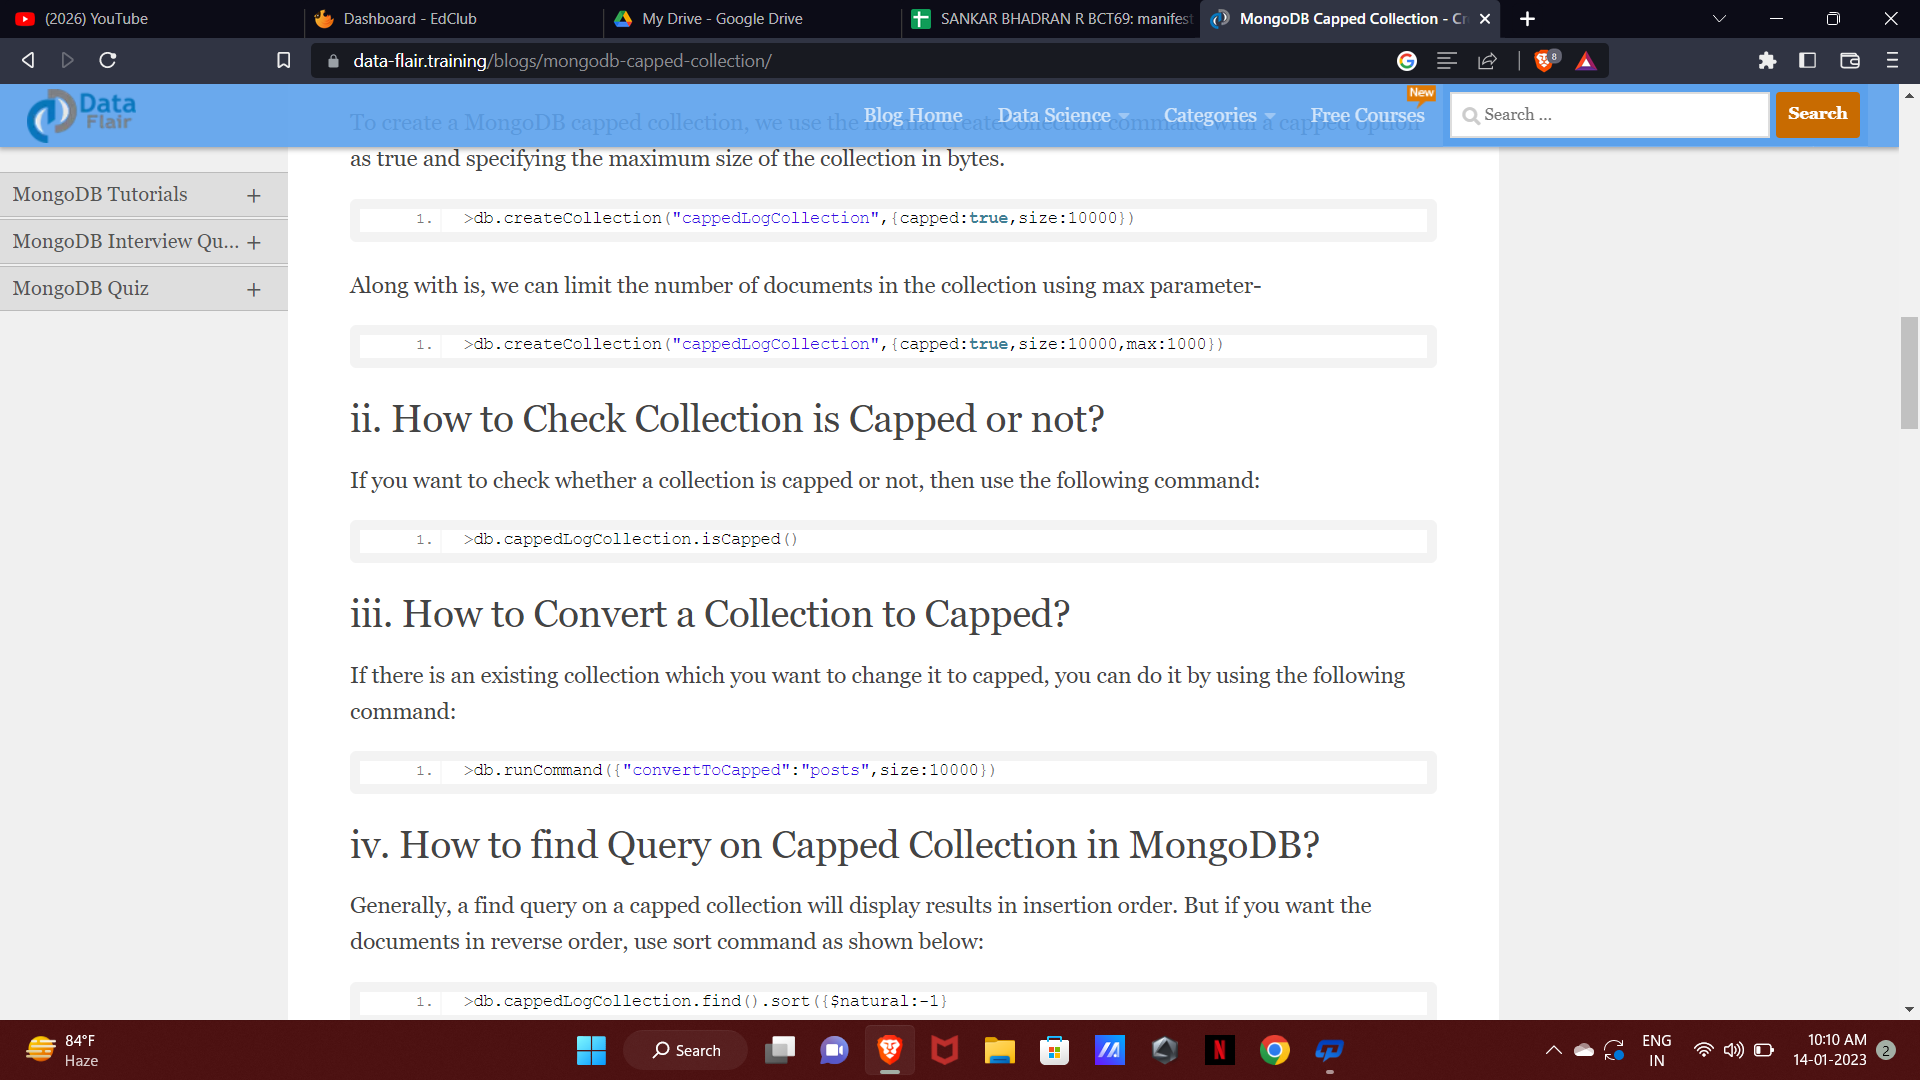 (2026) YouTube
Dashboard - EdClub
My Drive - Google Drive
SANKAR BHADRAN R BCT69: manifest
MongoDB Capped Collection - Cr
data-flair.training/blogs/mongodb-capped-collection/
8
Data
Flair
Blog Home
Data Science
Categories
Free Courses
New
Search ...
Search
To create a MongoDB capped collection, we use the normal createCollection command with a capped option
as true and specifying the maximum size of the collection in bytes.
MongoDB Tutorials +
MongoDB Interview Qu... +
MongoDB Quiz +
1. >db.createCollection("cappedLogCollection",{capped:true,size:10000})
Along with is, we can limit the number of documents in the collection using max parameter-
1. >db.createCollection("cappedLogCollection",{capped:true,size:10000,max:1000})
ii. How to Check Collection is Capped or not?
If you want to check whether a collection is capped or not, then use the following command:
1. >db.cappedLogCollection.isCapped()
iii. How to Convert a Collection to Capped?
If there is an existing collection which you want to change it to capped, you can do it by using the following
command:
1. >db.runCommand({"convertToCapped":"posts",size:10000})
iv. How to find Query on Capped Collection in MongoDB?
Generally, a find query on a capped collection will display results in insertion order. But if you want the
documents in reverse order, use sort command as shown below:
1. >db.cappedLogCollection.find().sort({$natural:-1}
84°F
Haze
Search
ENG
IN
10:10 AM
14-01-2023
2